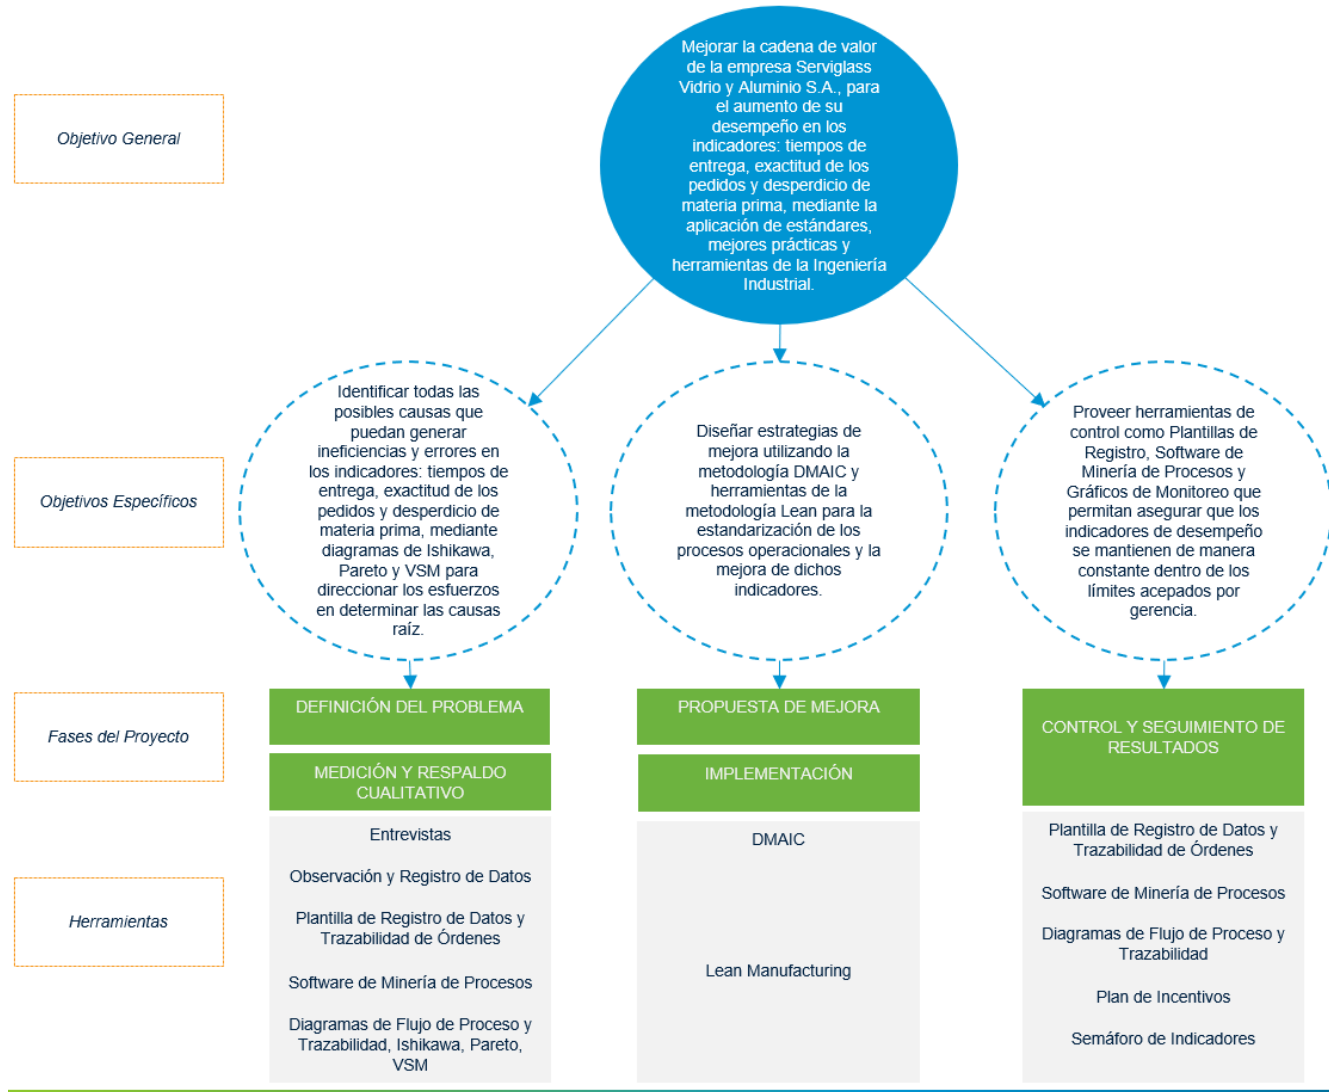 Objetivo General
Mejorar la cadena de valor
de la empresa Serviglass
Vidrio y Aluminio S.A., para
el aumento de su
desempeño en los
indicadores: tiempos de
entrega, exactitud de los
pedidos y desperdicio de
materia prima, mediante la
aplicación de estándares,
mejores prácticas y
herramientas de la Ingeniería
Industrial.
Objetivos Específicos
Identificar todas las
posibles causas que
puedan generar
ineficiencias y errores en
los indicadores: tiempos de
entrega, exactitud de los
pedidos y desperdicio de
materia prima, mediante
diagramas de Ishikawa,
Pareto y VSM para
direccionar los esfuerzos
en determinar las causas
raíz.
Diseñar estrategias de
mejora utilizando la
metodología DMAIC y
herramientas de la
metodología Lean para la
estandarización de los
procesos operacionales y la
mejora de dichos
indicadores.
Proveer herramientas de
control como Plantillas de
Registro, Software de
Minería de Procesos y
Gráficos de Monitoreo que
permitan asegurar que los
indicadores de desempeño
se mantienen de manera
constante dentro de los
límites acepados por
gerencia.
Fases del Proyecto
DEFINICIÓN DEL PROBLEMA
MEDICIÓN Y RESPALDO
CUALITATIVO
PROPUESTA DE MEJORA
IMPLEMENTACIÓN
CONTROL Y SEGUIMIENTO DE
RESULTADOS
Herramientas
Entrevistas
Observación y Registro de Datos
Plantilla de Registro de Datos y
Trazabilidad de Órdenes
Software de Minería de Procesos
Diagramas de Flujo de Proceso y
Trazabilidad, Ishikawa, Pareto,
VSM
DMAIC
Lean Manufacturing
Plantilla de Registro de Datos y
Trazabilidad de Órdenes
Software de Minería de Procesos
Diagramas de Flujo de Proceso y
Trazabilidad
Plan de Incentivos
Semáforo de Indicadores